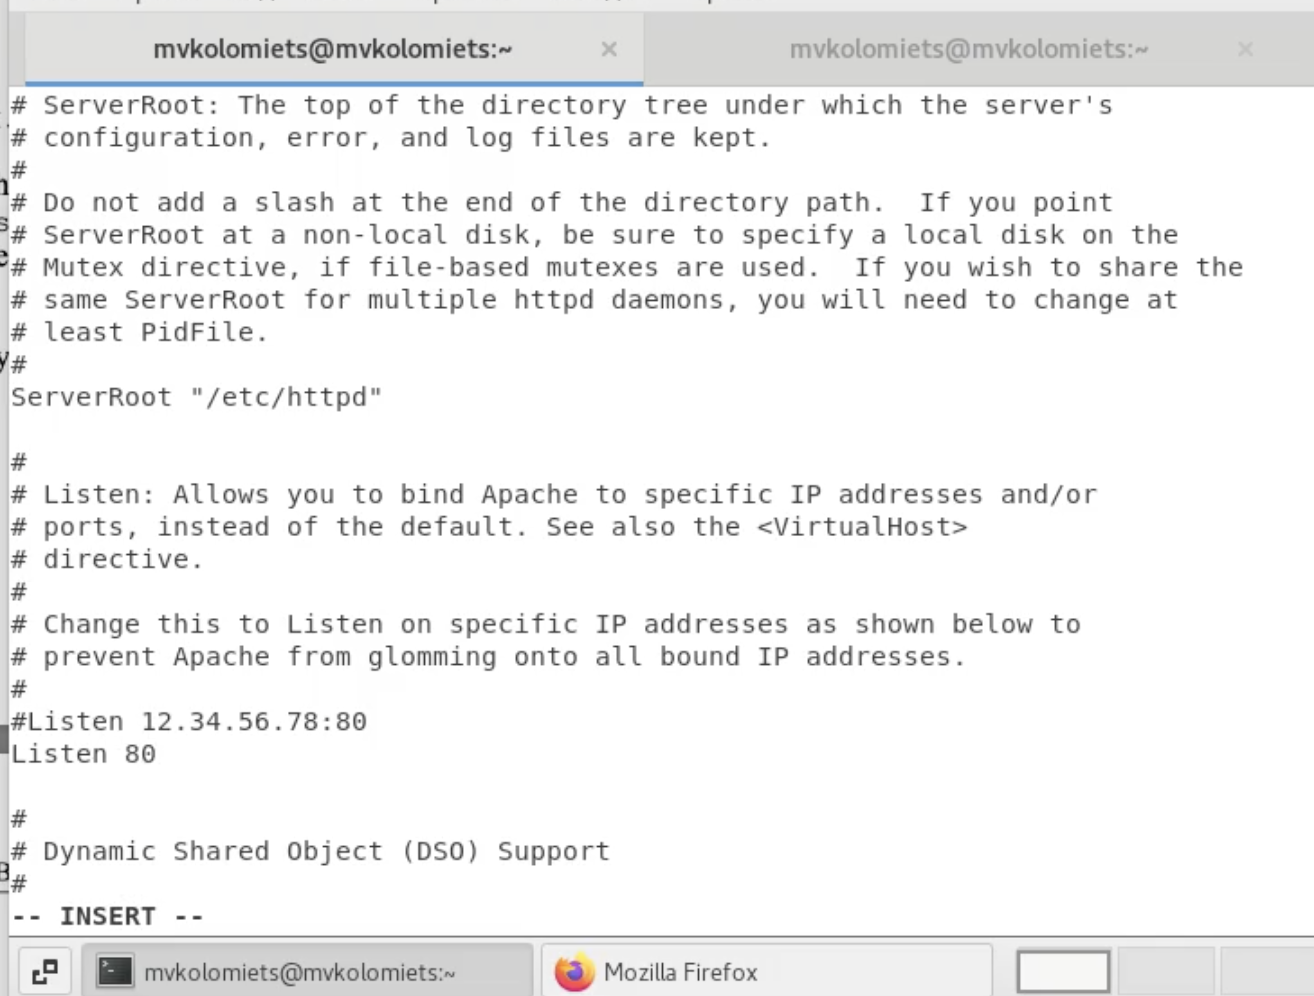 mvkolomiets@mvkolomiets:~ × mvkolomiets@mvkolomiets:~ ×
# ServerRoot: The top of the directory tree under which the server's
# configuration, error, and log files are kept.
#
# Do not add a slash at the end of the directory path.  If you point
# ServerRoot at a non-local disk, be sure to specify a local disk on the
# Mutex directive, if file-based mutexes are used.  If you wish to share the
# same ServerRoot for multiple httpd daemons, you will need to change at
# least PidFile.
#
ServerRoot "/etc/httpd"
#
# Listen: Allows you to bind Apache to specific IP addresses and/or
# ports, instead of the default. See also the <VirtualHost>
# directive.
#
# Change this to Listen on specific IP addresses as shown below to
# prevent Apache from glomming onto all bound IP addresses.
#
#Listen 12.34.56.78:80
Listen 80
#
# Dynamic Shared Object (DSO) Support
#
-- INSERT --
mvkolomiets@mvkolomiets:~ Mozilla Firefox